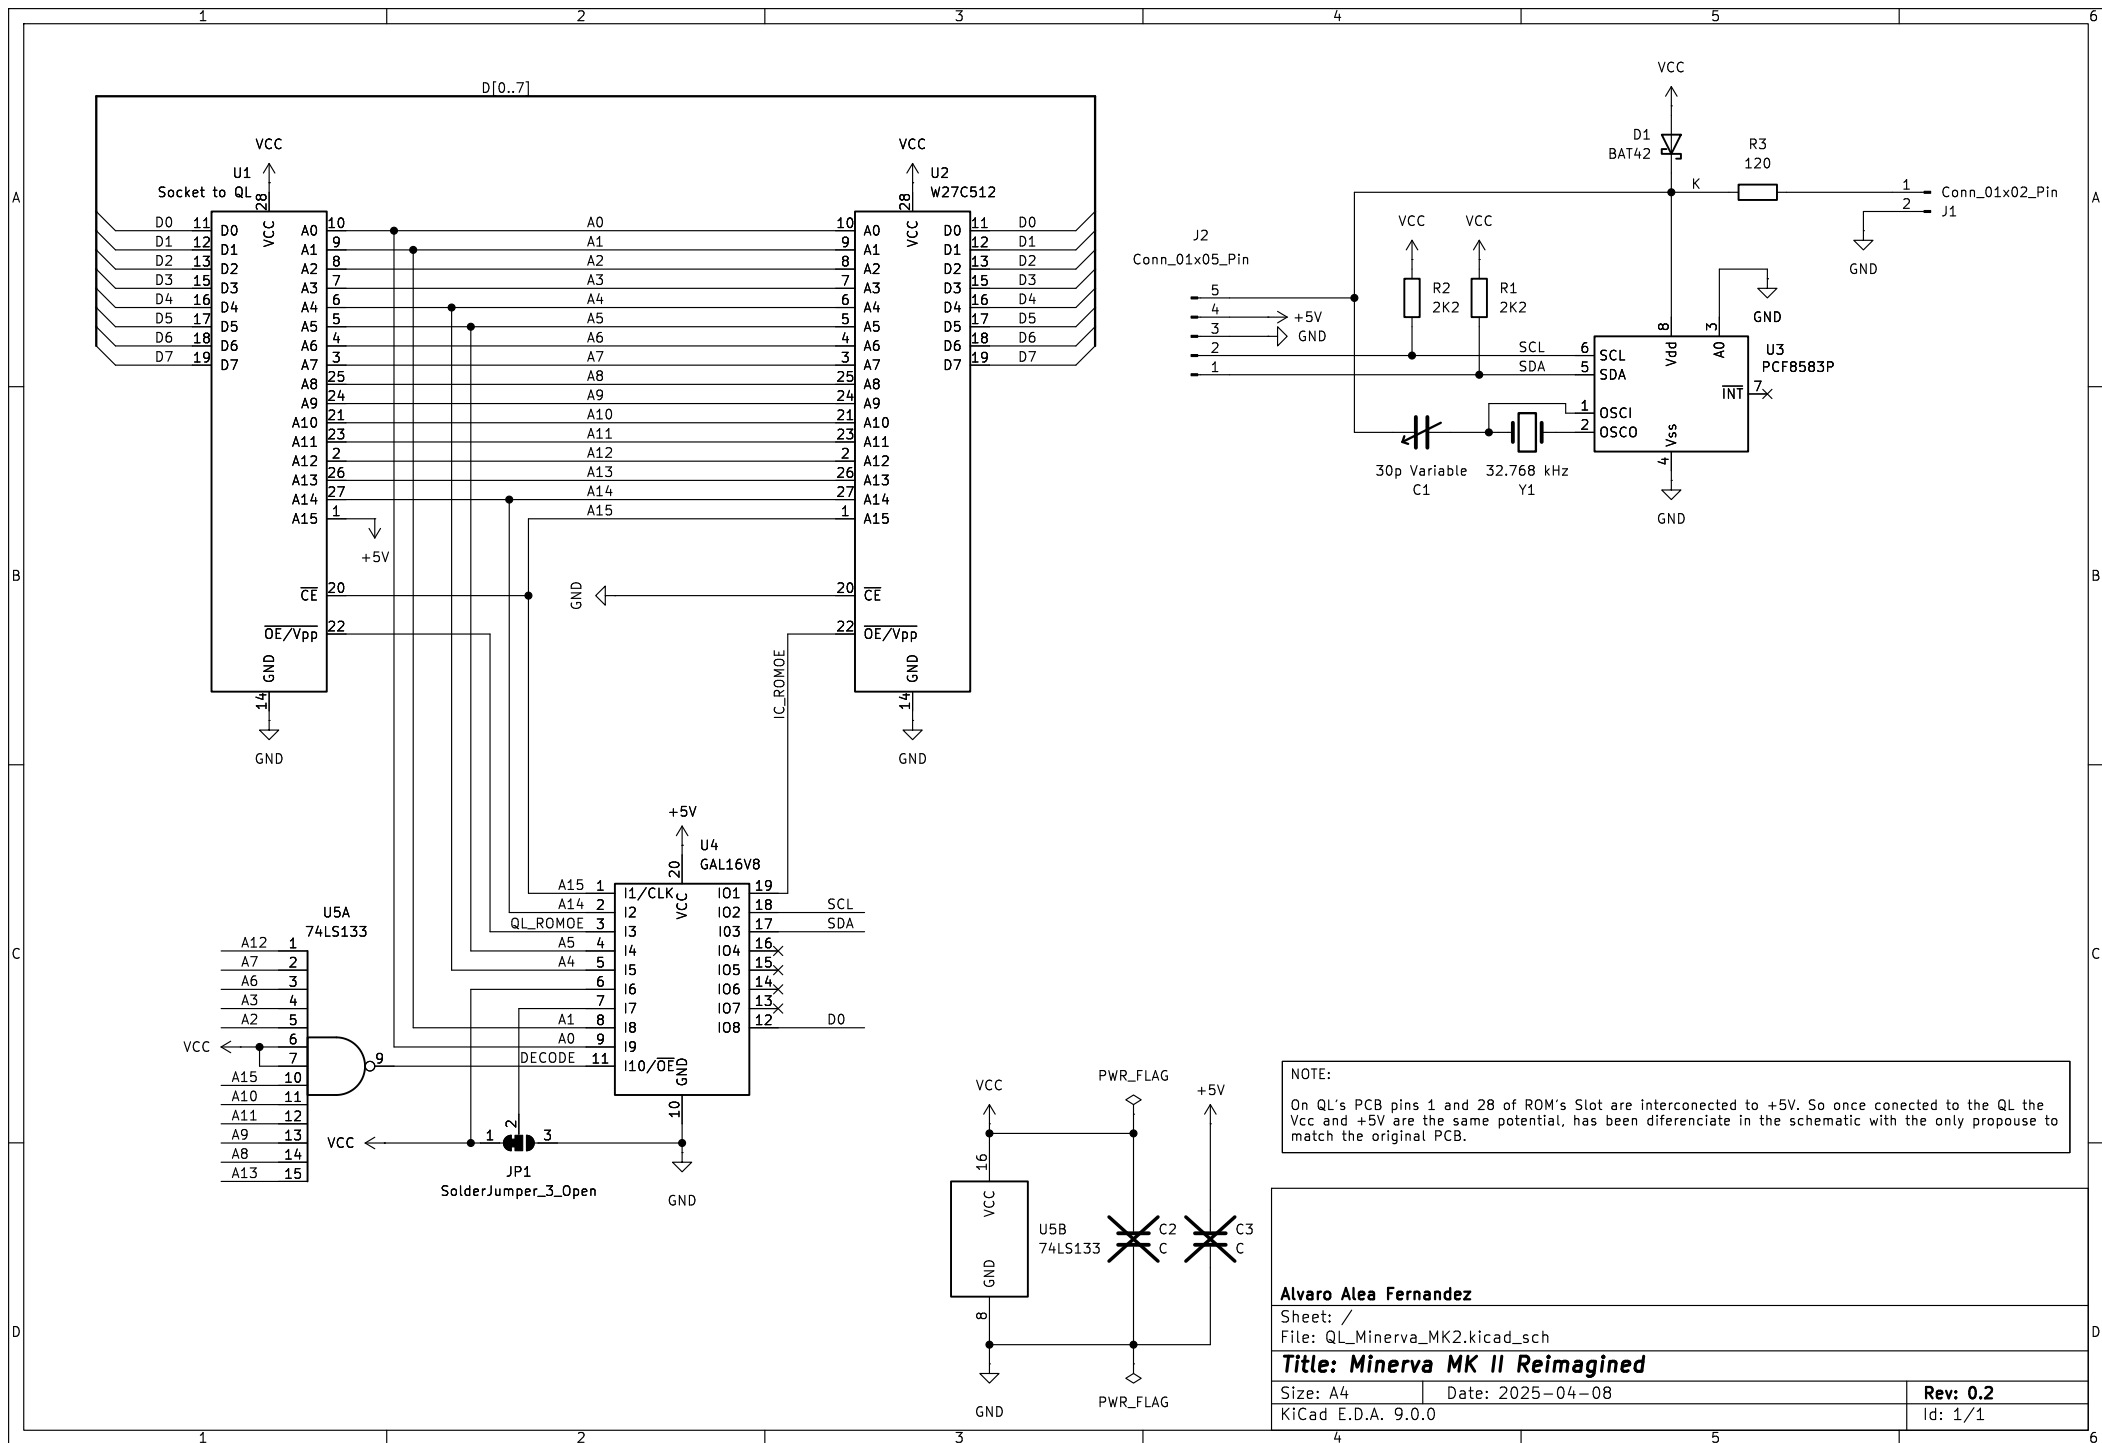 1 2 3 4 5 6
A
B
C
D
D[0..7]
VCC
U1
Socket to QL
28
VCC
D0 11 D0
D1 12 D1
D2 13 D2
D3 15 D3
D4 16 D4
D5 17 D5
D6 18 D6
D7 19 D7
A0 10
A1 9
A2 8
A3 7
A4 6
A5 5
A6 4
A7 3
A8 25
A9 24
A10 21
A11 23
A12 2
A13 26
A14 27
A15 1
+5V
CE 20
OE/Vpp 22
GND
14
GND
A0
A1
A2
A3
A4
A5
A6
A7
A8
A9
A10
A11
A12
A13
A14
A15
GND
IC_ROMOE
VCC
U2
W27C512
28
VCC
10 A0
9 A1
8 A2
7 A3
6 A4
5 A5
4 A6
3 A7
25 A8
24 A9
21 A10
23 A11
2 A12
26 A13
27 A14
1 A15
20 CE
22 OE/Vpp
D0 11 D0
D1 12 D1
D2 13 D2
D3 15 D3
D4 16 D4
D5 17 D5
D6 18 D6
D7 19 D7
GND
14
GND
VCC
D1
BAT42
K
R3
120
1 Conn_01x02_Pin
2 J1
GND
J2
Conn_01x05_Pin
5
4 +5V
3 GND
2
1
VCC
R2
2K2
VCC
R1
2K2
SCL 6 SCL
SDA 5 SDA
1 OSCI
2 OSCO
8
Vdd
3
A0
GND
U3
PCF8583P
INT 7
Vss
4
GND
30p Variable
C1
32.768 kHz
Y1
+5V
U4
GAL16V8
20
VCC
A15 1 I1/CLK
A14 2 I2
QL_ROMOE 3 I3
A5 4 I4
A4 5 I5
6 I6
7 I7
A1 8 I8
A0 9 I9
DECODE 11 I10/OE
IO1 19
IO2 18 SCL
IO3 17 SDA
IO4 16
IO5 15
IO6 14
IO7 13
IO8 12 D0
GND
10
GND
U5A
74LS133
A12 1
A7 2
A6 3
A3 4
A2 5
VCC 6
7
9
A15 10
A10 11
A11 12
A9 13
A8 14
A13 15
VCC
1 2 3
JP1
SolderJumper_3_Open
VCC
16
VCC
U5B
74LS133
GND
8
GND
PWR_FLAG
C2
C
PWR_FLAG
+5V
C3
C
NOTE:
On QL's PCB pins 1 and 28 of ROM's Slot are interconected to +5V. So once conected to the QL the
Vcc and +5V are the same potential, has been diferenciate in the schematic with the only propouse to
match the original PCB.
Alvaro Alea Fernandez
Sheet: /
File: QL_Minerva_MK2.kicad_sch
Title: Minerva MK II Reimagined
Size: A4 Date: 2025-04-08 Rev: 0.2
KiCad E.D.A. 9.0.0 Id: 1/1
A
B
C
D
1 2 3 4 5 6